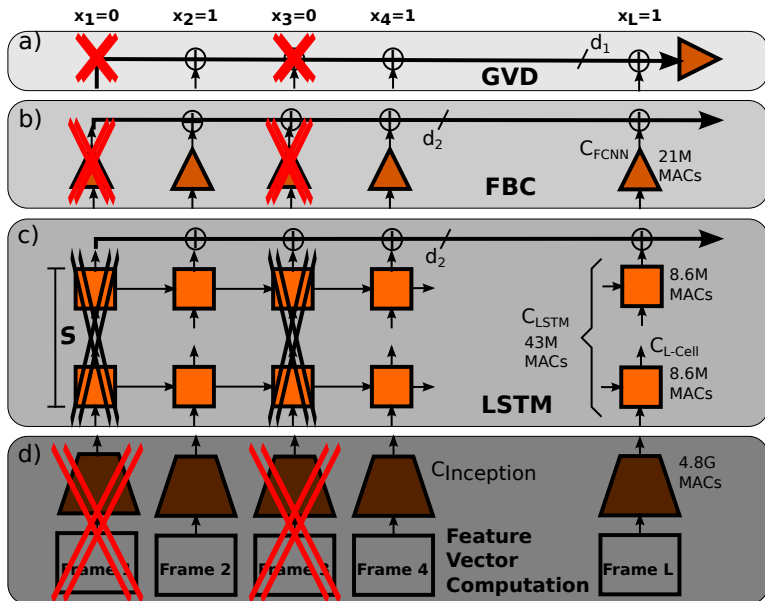 x1=0 x2=1 x3=0 x4=1 xL=1
a)
d1
GVD
b)
d2
CFCNN
21M
MACs
FBC
c)
d2
S
CLSTM
43M
MACs
8.6M
MACs
CL-Cell
8.6M
MACs
LSTM
d)
CInception
4.8G
MACs
Frame
Frame 2
Frame
Frame 4
Frame L
Feature
Vector
Computation